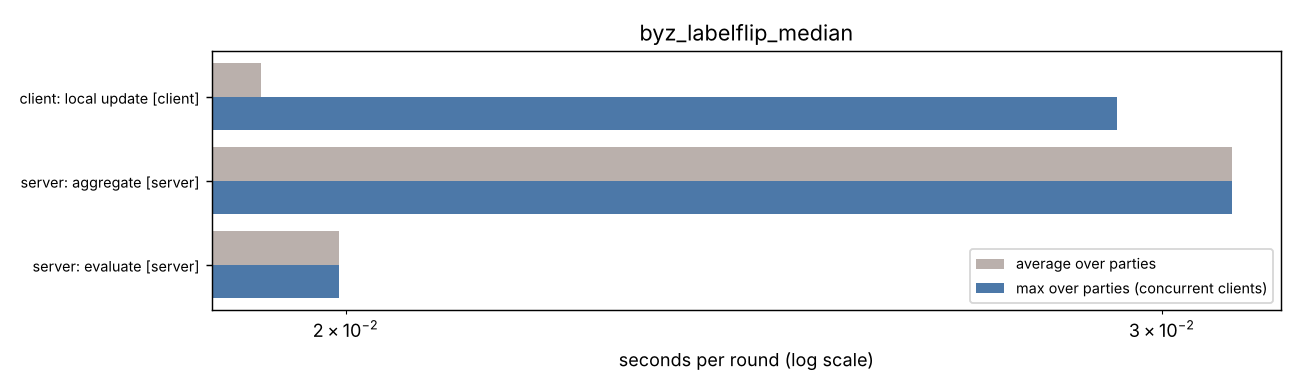 byz_labelflip_median
client: local update [client]
server: aggregate [server]
server: evaluate [server]
average over parties
max over parties (concurrent clients)
2 × 10⁻² 3 × 10⁻²
seconds per round (log scale)